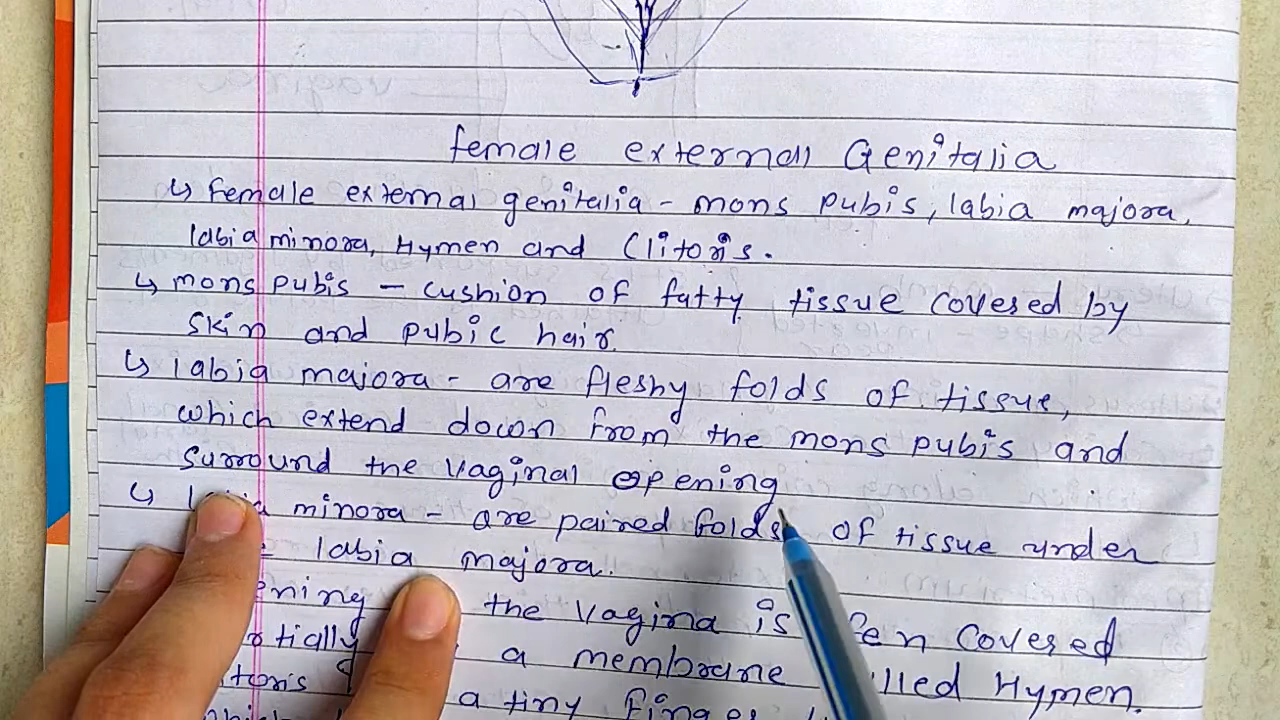 female external Genitalia
↳ Female external genitalia - mons pubis, labia majora,
labia minora, Hymen and Clitoris.
↳ mons pubis - cushion of fatty tissue covered by
skin and pubic hair.
↳ labia majora - are fleshy folds of tissue,
which extend down from the mons pubis and
surround the vaginal opening
↳ minora - are paired folds of tissue under
labia majora.
the vagina is covered
a membrane Hymen.
a tiny